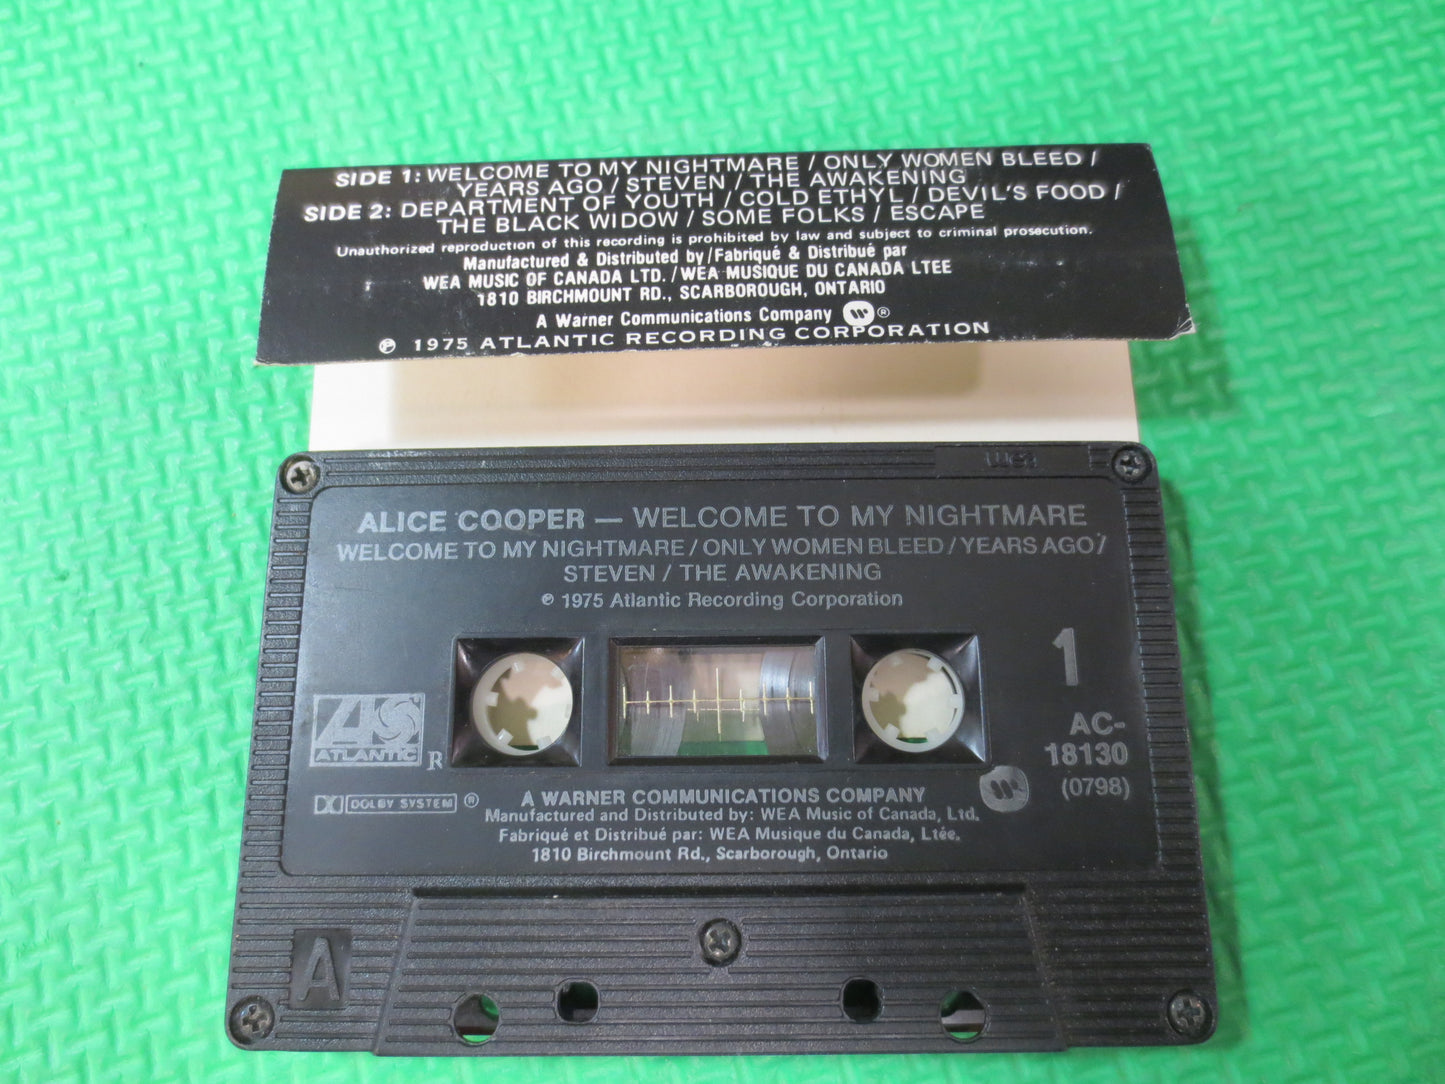 SIDE 1: WELCOME TO MY NIGHTMARE / ONLY WOMEN BLEED /
YEARS AGO / STEVEN / THE AWAKENING
SIDE 2: DEPARTMENT OF YOUTH / COLD ETHYL / DEVIL'S FOOD /
THE BLACK WIDOW / SOME FOLKS / ESCAPE
Unauthorized reproduction of this recording is prohibited by law and subject to criminal prosecution.
Manufactured & Distributed by / Fabriqué & Distribué par
WEA MUSIC OF CANADA LTD. / WEA MUSIQUE DU CANADA LTEE
1810 BIRCHMOUNT RD., SCARBOROUGH, ONTARIO
A Warner Communications Company ®
℗ 1975 ATLANTIC RECORDING CORPORATION
wea
ALICE COOPER — WELCOME TO MY NIGHTMARE
WELCOME TO MY NIGHTMARE / ONLY WOMEN BLEED / YEARS AGO /
STEVEN / THE AWAKENING
℗ 1975 Atlantic Recording Corporation
1
AC-
18130
(0798)
ATLANTIC
R
DOLBY SYSTEM ®
A WARNER COMMUNICATIONS COMPANY
Manufactured and Distributed by: WEA Music of Canada, Ltd.
Fabriqué et Distribué par: WEA Musique du Canada, Ltée.
1810 Birchmount Rd., Scarborough, Ontario
A